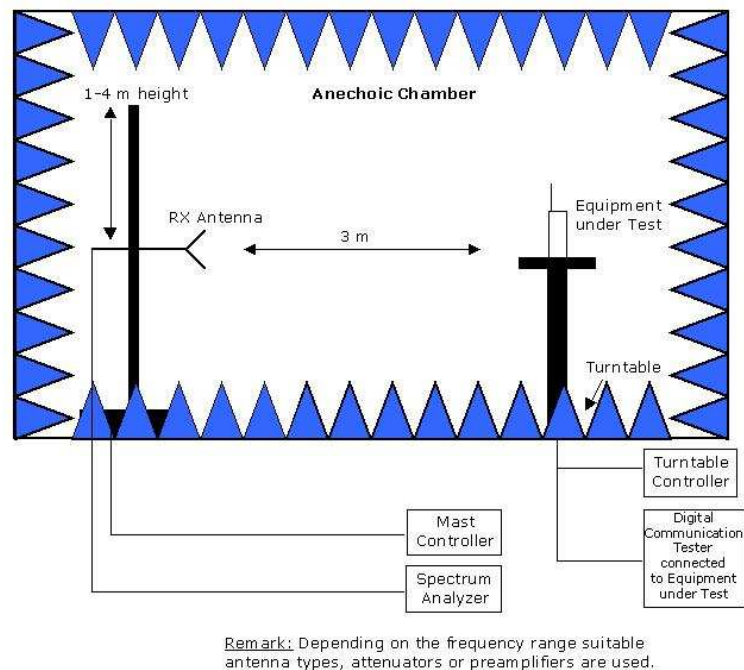 1-4 m height
Anechoic Chamber
RX Antenna
3 m
Equipment
under Test
Turntable
Turntable
Controller
Mast
Controller
Digital
Communication
Tester
connected
to Equipment
under Test
Spectrum
Analyzer
Remark: Depending on the frequency range suitable
antenna types, attenuators or preamplifiers are used.